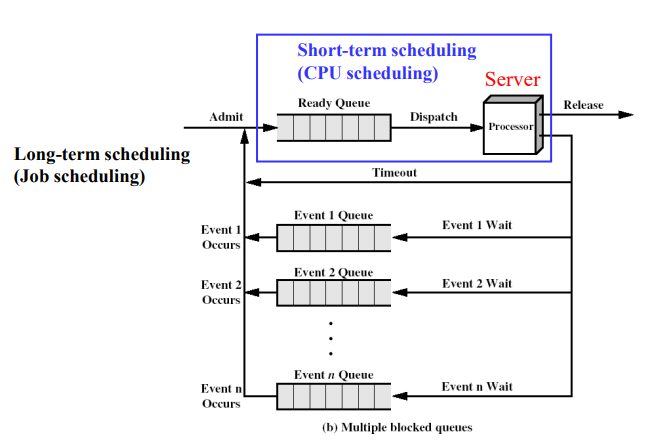 Short-term scheduling
(CPU scheduling)
Server
Ready Queue
Admit
Dispatch
Release
Processor
Long-term scheduling
(Job scheduling)
Timeout
Event 1 Queue
Event 1
Occurs
Event 1 Wait
Event 2 Queue
Event 2
Occurs
Event 2 Wait
Event n Queue
Event n
Occurs
Event n Wait
(b) Multiple blocked queues